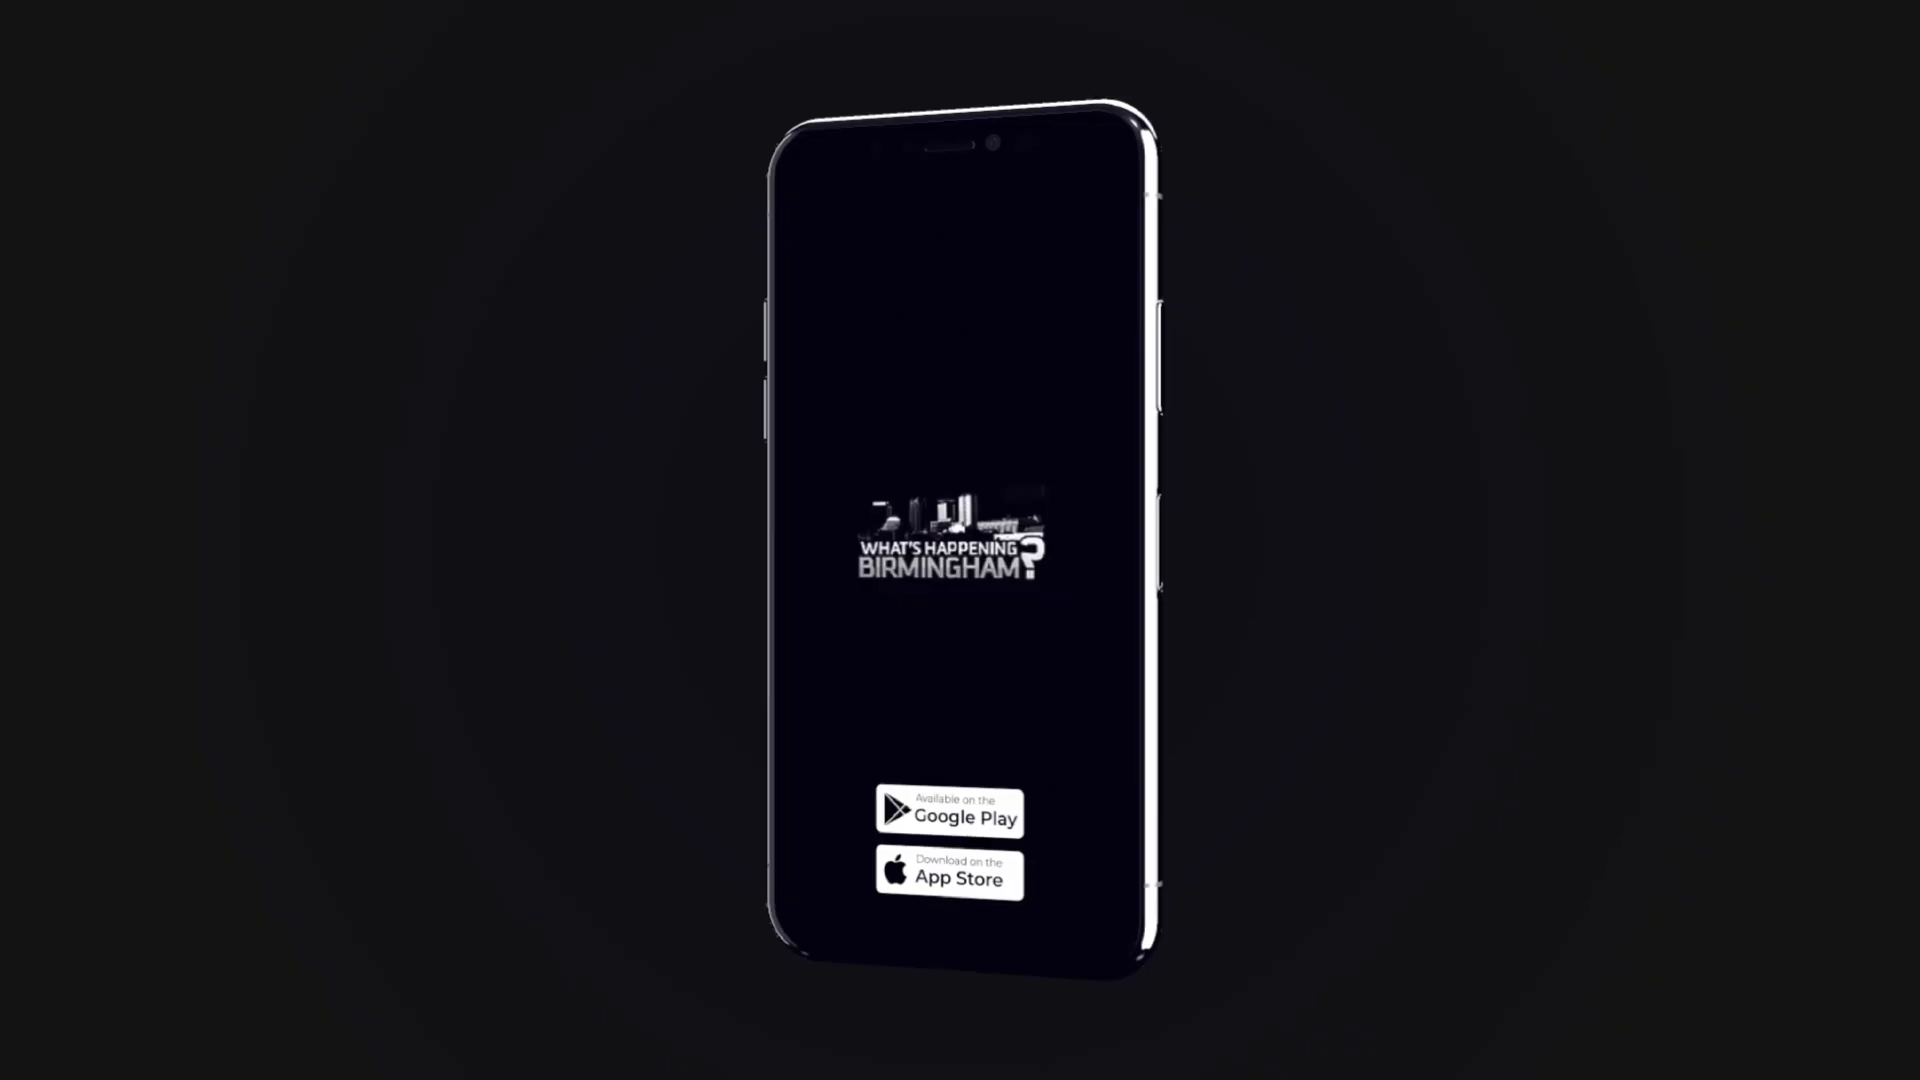 WHAT'S HAPPENING
BIRMINGHAM?
Available on the
Google Play
Download on the
App Store